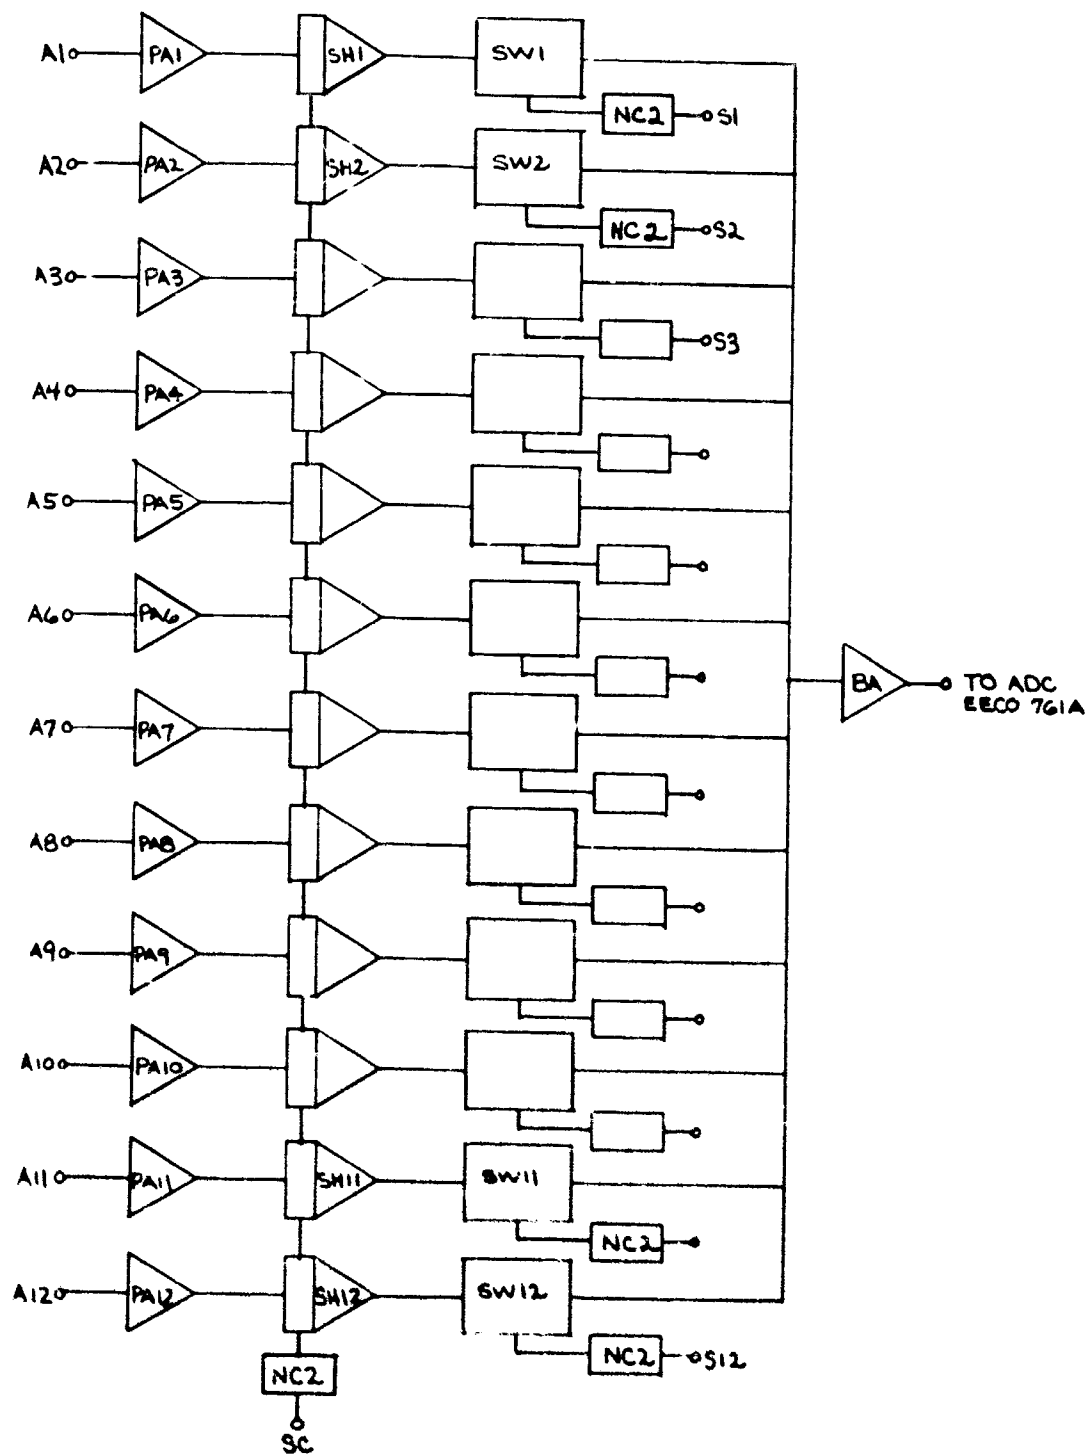 A1 PA1 SH1 SW1
NC2 S1
A2 PA2 SH2 SW2
NC2 S2
A3 PA3
S3
A4 PA4
A5 PA5
A6 PA6
BA TO ADC
EECO 761A
A7 PA7
A8 PA8
A9 PA9
A10 PA10
A11 PA11 SH11 SW11
NC2
A12 PA12 SH12 SW12
NC2 S12
NC2
SC